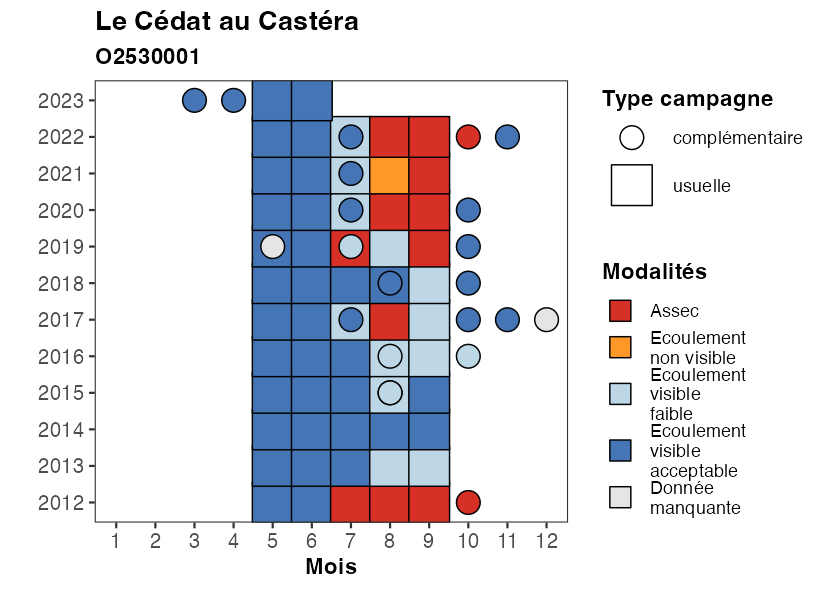 Le Cédat au Castéra
O2530001
2023
2022
2021
2020
2019
2018
2017
2016
2015
2014
2013
2012
1 2 3 4 5 6 7 8 9 10 11 12
Mois
Type campagne
complémentaire
usuelle
Modalités
Assec
Ecoulement
non visible
Ecoulement
visible
faible
Ecoulement
visible
acceptable
Donnée
manquante